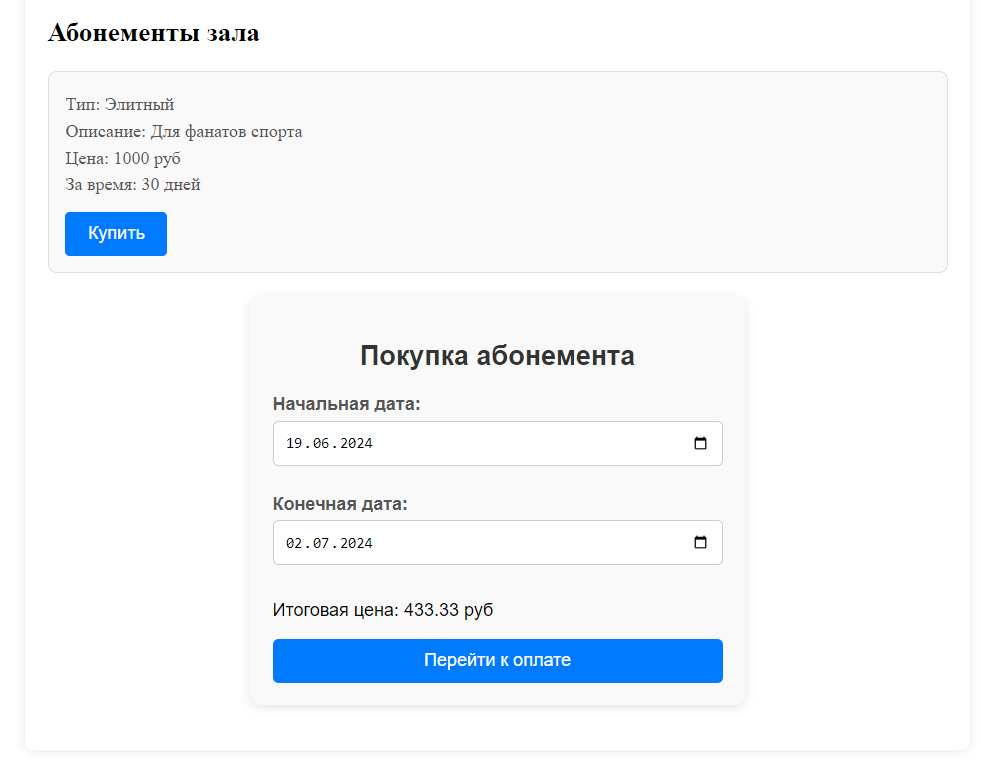 Абонементы зала
Тип: Элитный
Описание: Для фанатов спорта
Цена: 1000 руб
За время: 30 дней
Купить
Покупка абонемента
Начальная дата:
19.06.2024
Конечная дата:
02.07.2024
Итоговая цена: 433.33 руб
Перейти к оплате